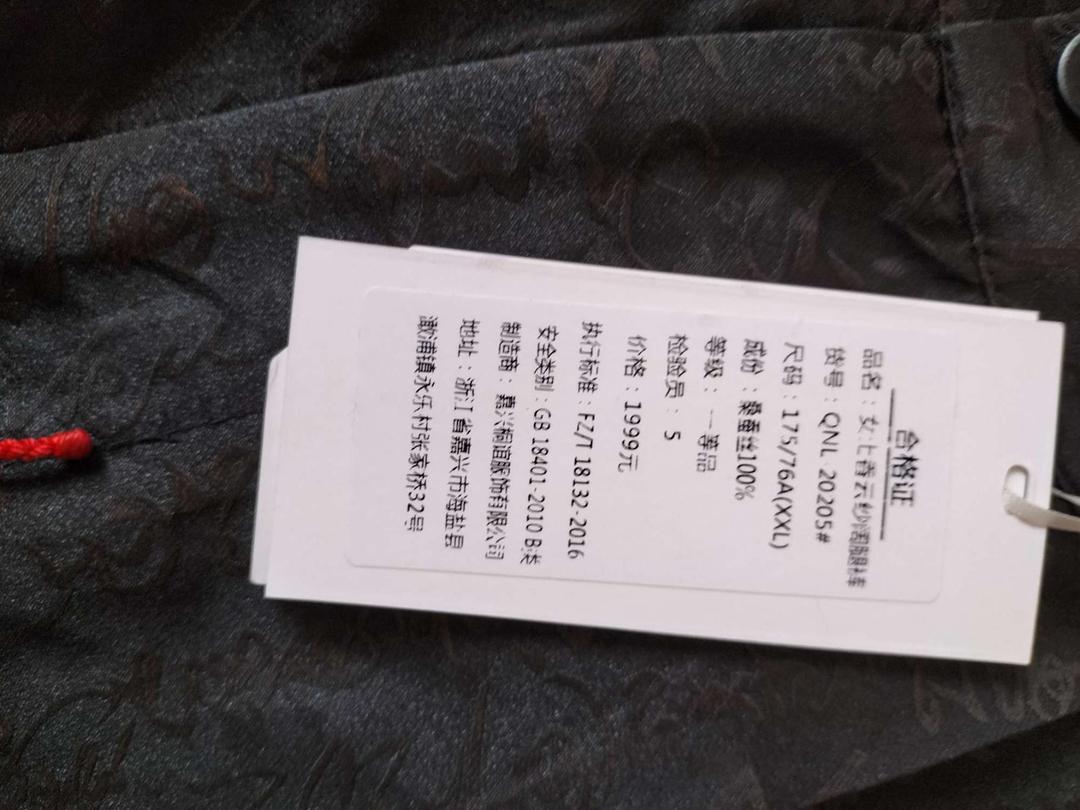 合格证
品名：女士香云纱阔腿裤
货号：QNL 20205#
尺码：175/76A(XXL)
成份：桑蚕丝100%
等级：一等品
检验员：5
价格：1999元
执行标准：FZ/T 18132-2016
安全类别：GB 18401-2010 B类
制造商：嘉兴桐谊服饰有限公司
地址：浙江省嘉兴市海盐县
澉浦镇永乐村张家桥32号